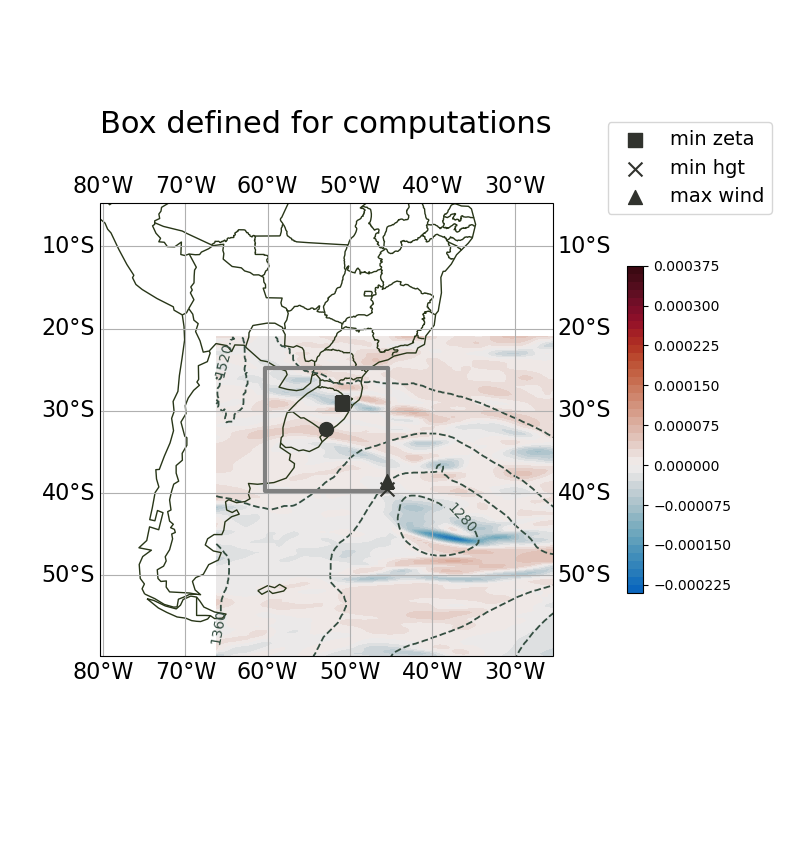 Box defined for computations
min zeta
min hgt
max wind
80°W 70°W 60°W 50°W 40°W 30°W
10°S 10°S
20°S 20°S
30°S 30°S
40°S 40°S
50°S 50°S
80°W 70°W 60°W 50°W 40°W 30°W
1520
1280
1360
0.000375
0.000300
0.000225
0.000150
0.000075
0.000000
−0.000075
−0.000150
−0.000225